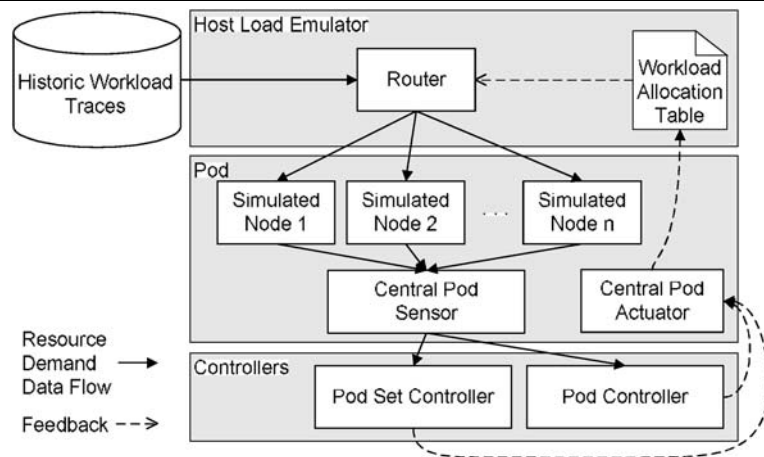 Host Load Emulator
Historic Workload
Traces
Router
Workload
Allocation
Table
Pod
Simulated
Node 1
Simulated
Node 2
. . .
Simulated
Node n
Central Pod
Sensor
Central Pod
Actuator
Resource
Demand
Data Flow
Feedback
Controllers
Pod Set Controller
Pod Controller